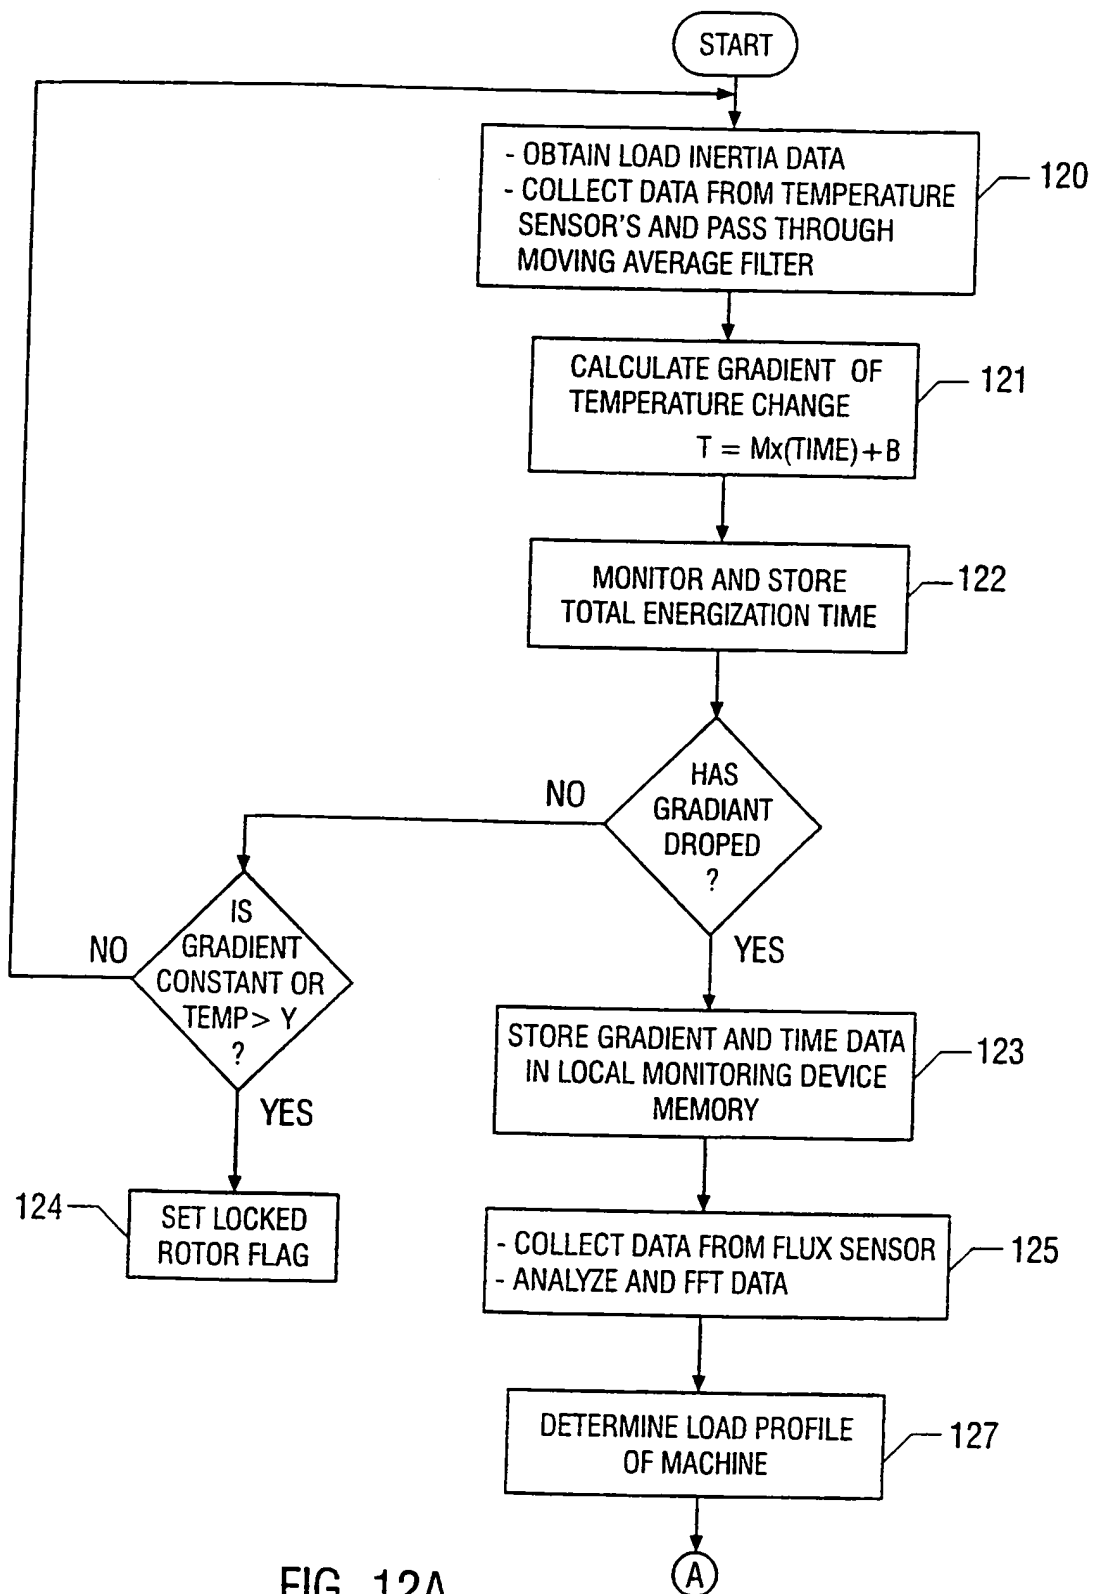 START
- OBTAIN LOAD INERTIA DATA
- COLLECT DATA FROM TEMPERATURE
SENSOR'S AND PASS THROUGH
MOVING AVERAGE FILTER
120
CALCULATE GRADIENT OF
TEMPERATURE CHANGE
T = Mx(TIME)+B
121
MONITOR AND STORE
TOTAL ENERGIZATION TIME
122
HAS
GRADIANT
DROPED
?
NO
YES
IS
GRADIENT
CONSTANT OR
TEMP> Y
?
NO
YES
STORE GRADIENT AND TIME DATA
IN LOCAL MONITORING DEVICE
MEMORY
123
124
SET LOCKED
ROTOR FLAG
- COLLECT DATA FROM FLUX SENSOR
- ANALYZE AND FFT DATA
125
DETERMINE LOAD PROFILE
OF MACHINE
127
A
FIG. 12A